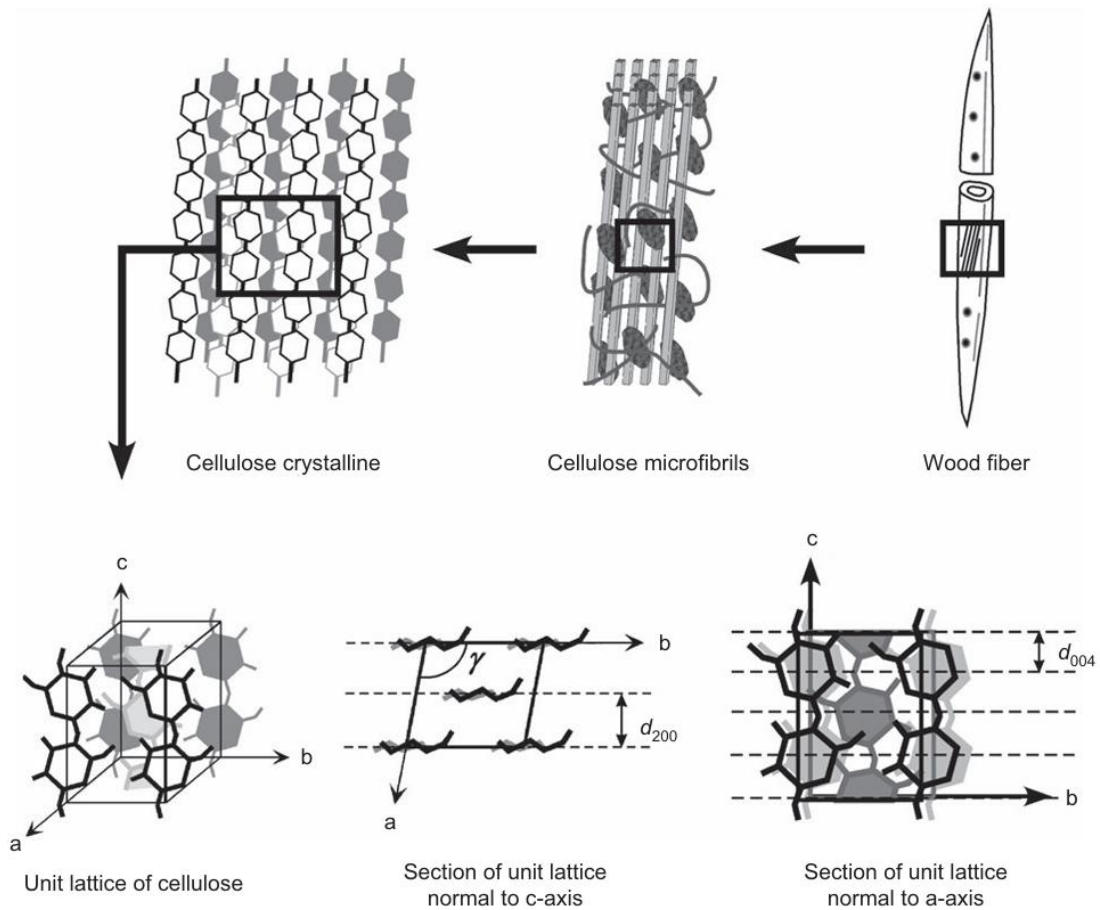 Cellulose crystalline
Cellulose microfibrils
Wood fiber
c
b
a
Unit lattice of cellulose
b
γ
d200
a
Section of unit lattice
normal to c-axis
c
d004
b
Section of unit lattice
normal to a-axis